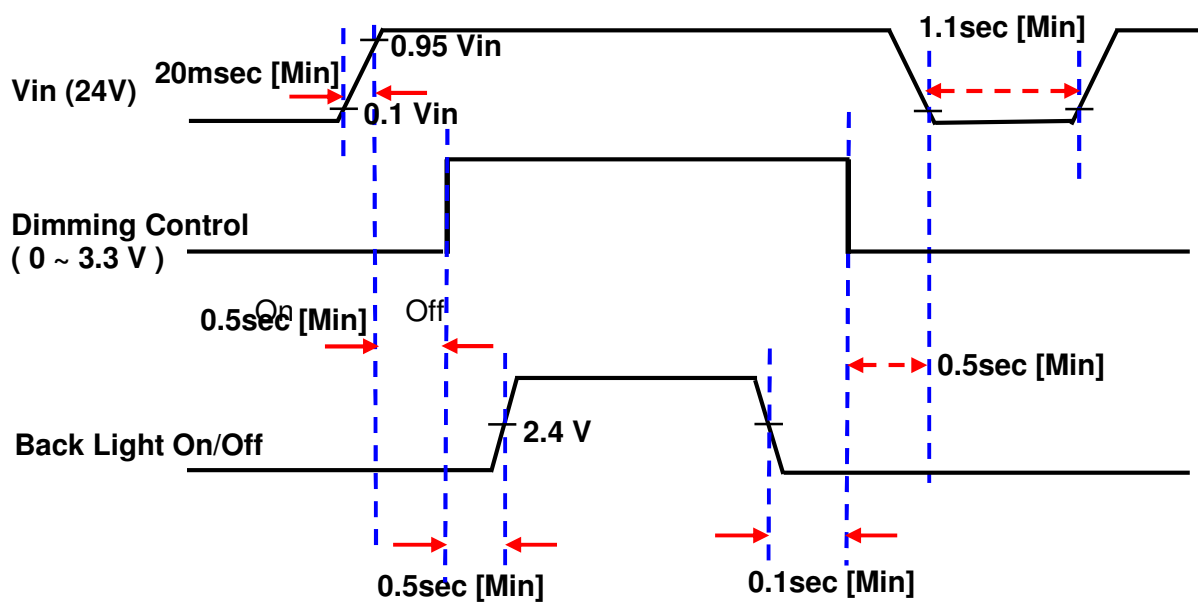 1.1sec [Min]
0.95 Vin
20msec [Min]
Vin (24V)
0.1 Vin
Dimming Control
( 0 ~ 3.3 V )
On
Off
0.5sec [Min]
0.5sec [Min]
2.4 V
Back Light On/Off
0.5sec [Min]
0.1sec [Min]